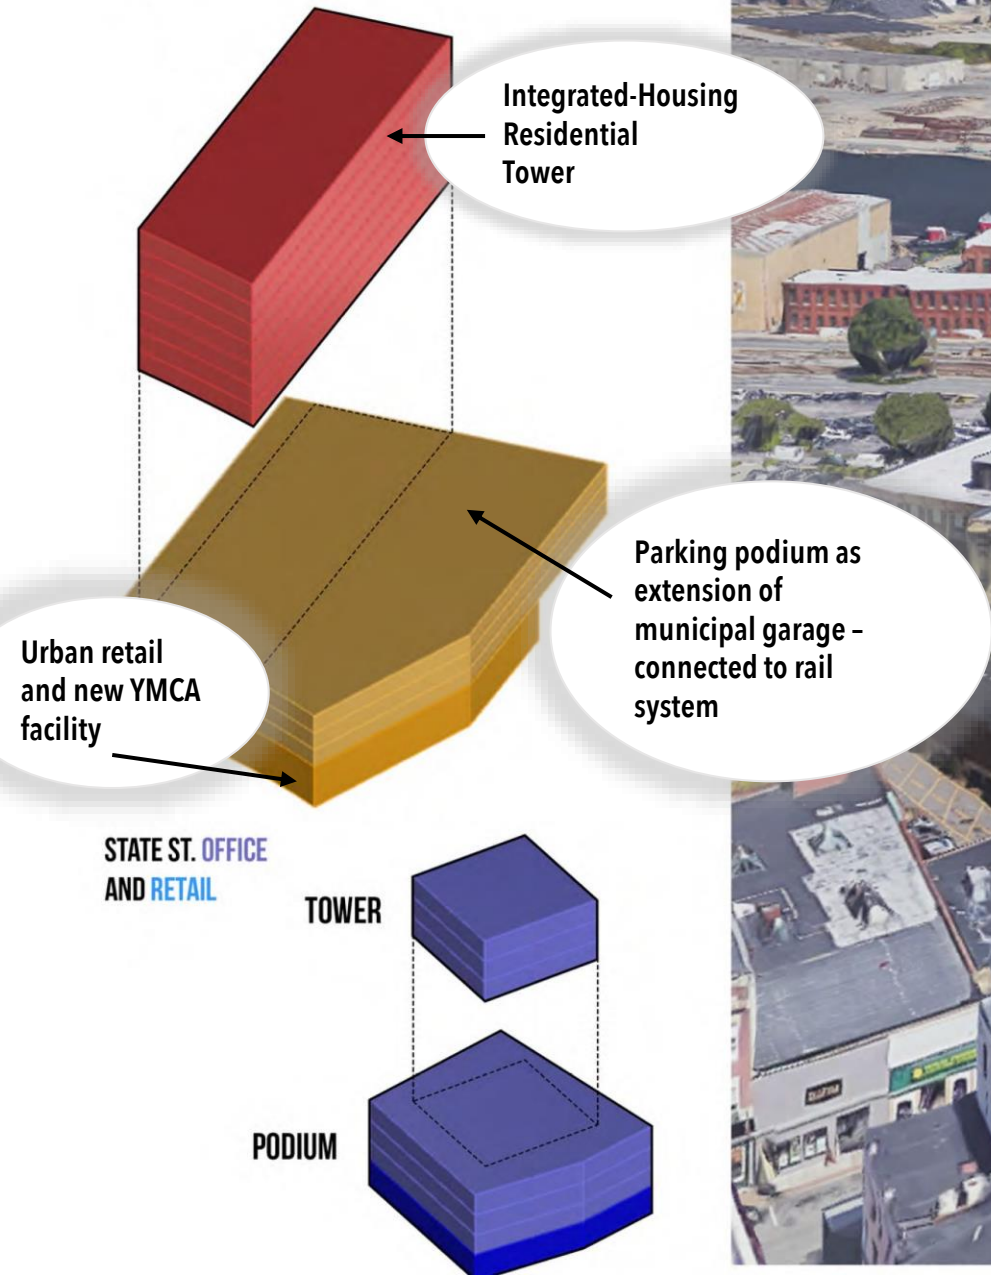 Integrated-Housing
Residential
Tower
Parking podium as
extension of
municipal garage –
connected to rail
system
Urban retail
and new YMCA
facility
STATE ST. OFFICE
AND RETAIL
TOWER
PODIUM